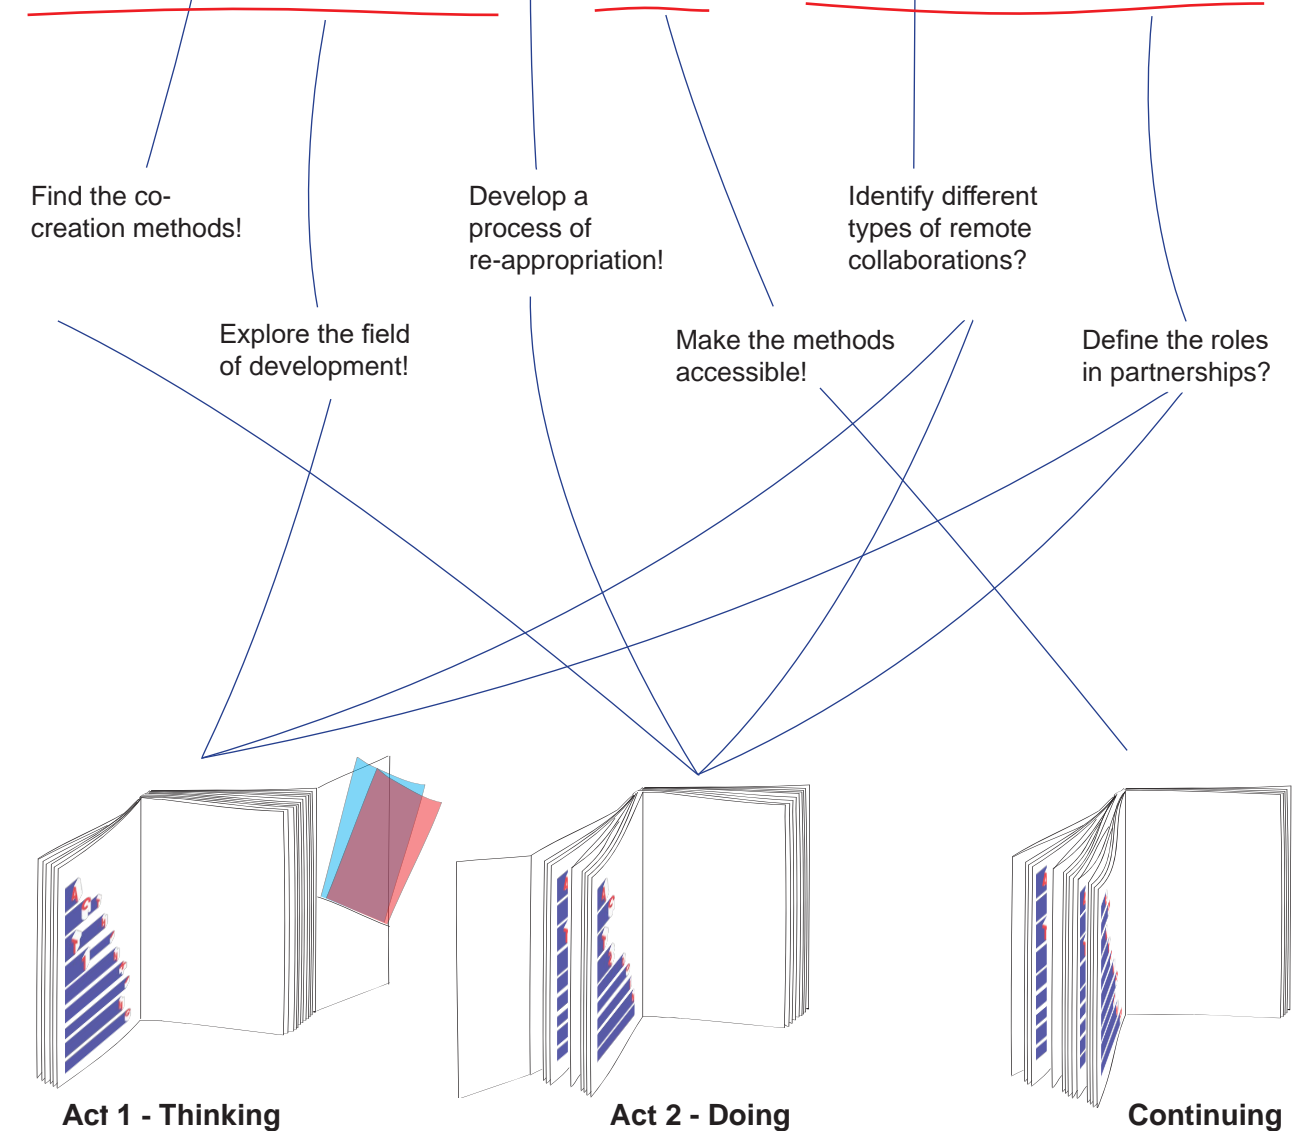 Find the co-
creation methods!
Develop a
process of
re-appropriation!
Identify different
types of remote
collaborations?
Explore the field
of development!
Make the methods
accessible!
Define the roles
in partnerships?
Act 1 - Thinking
Act 2 - Doing
Continuing